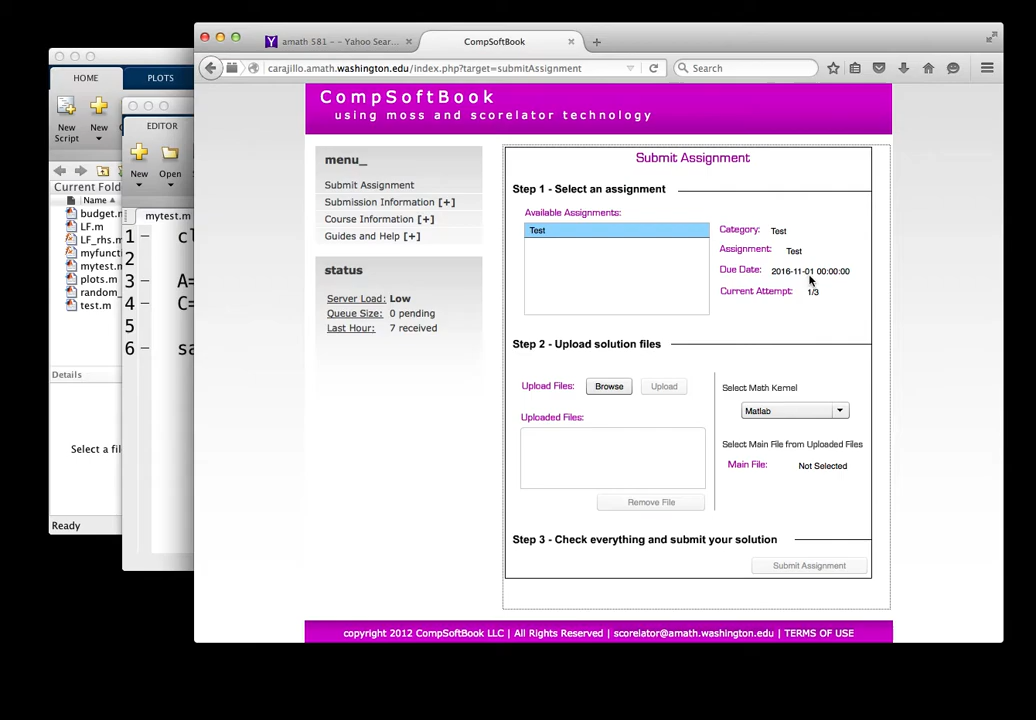 amath 581 - - Yahoo Sear...
CompSoftBook
carajillo.amath.washington.edu/index.php?target=submitAssignment
Search
HOME
PLOTS
New
Script
New
EDITOR
New
Open
Current Fold
Name
budget.m
LF.m
LF_rhs.m
myfunct
mytest.m
plots.m
random_
test.m
Details
Select a fil
Ready
mytest.m
1
cl
2
3
A=
4
C=
5
6
sa
CompSoftBook
using moss and scorelator technology
menu_
Submit Assignment
Submission Information [+]
Course Information [+]
Guides and Help [+]
status
Server Load: Low
Queue Size: 0 pending
Last Hour: 7 received
Submit Assignment
Step 1 - Select an assignment
Available Assignments:
Test
Category: Test
Assignment: Test
Due Date: 2016-11-01 00:00:00
Current Attempt: 1/3
Step 2 - Upload solution files
Upload Files: Browse Upload
Uploaded Files:
Remove File
Select Math Kernel
Matlab
Select Main File from Uploaded Files
Main File: Not Selected
Step 3 - Check everything and submit your solution
Submit Assignment
copyright 2012 CompSoftBook LLC | All Rights Reserved | scorelator@amath.washington.edu | TERMS OF USE